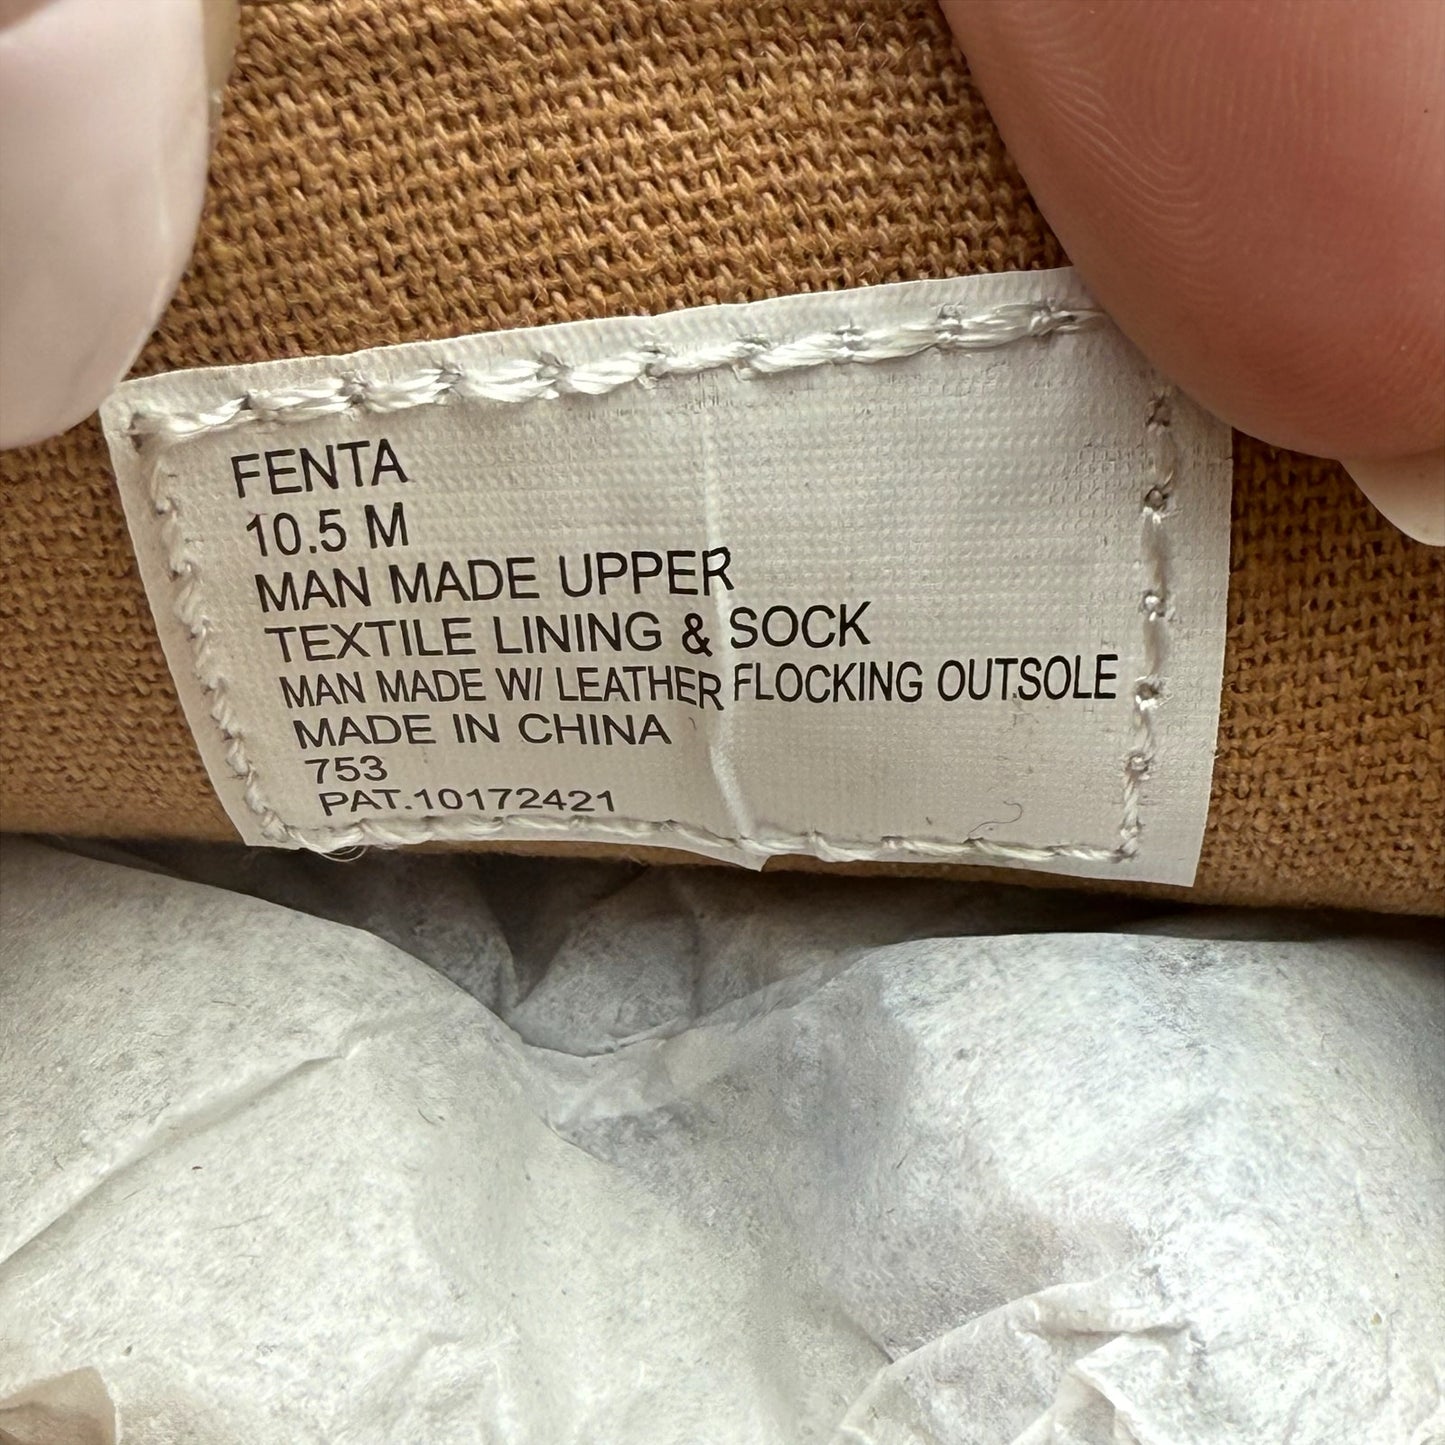 FENTA
10.5 M
MAN MADE UPPER
TEXTILE LINING & SOCK
MAN MADE W/ LEATHER FLOCKING OUTSOLE
MADE IN CHINA
753
PAT.10172421